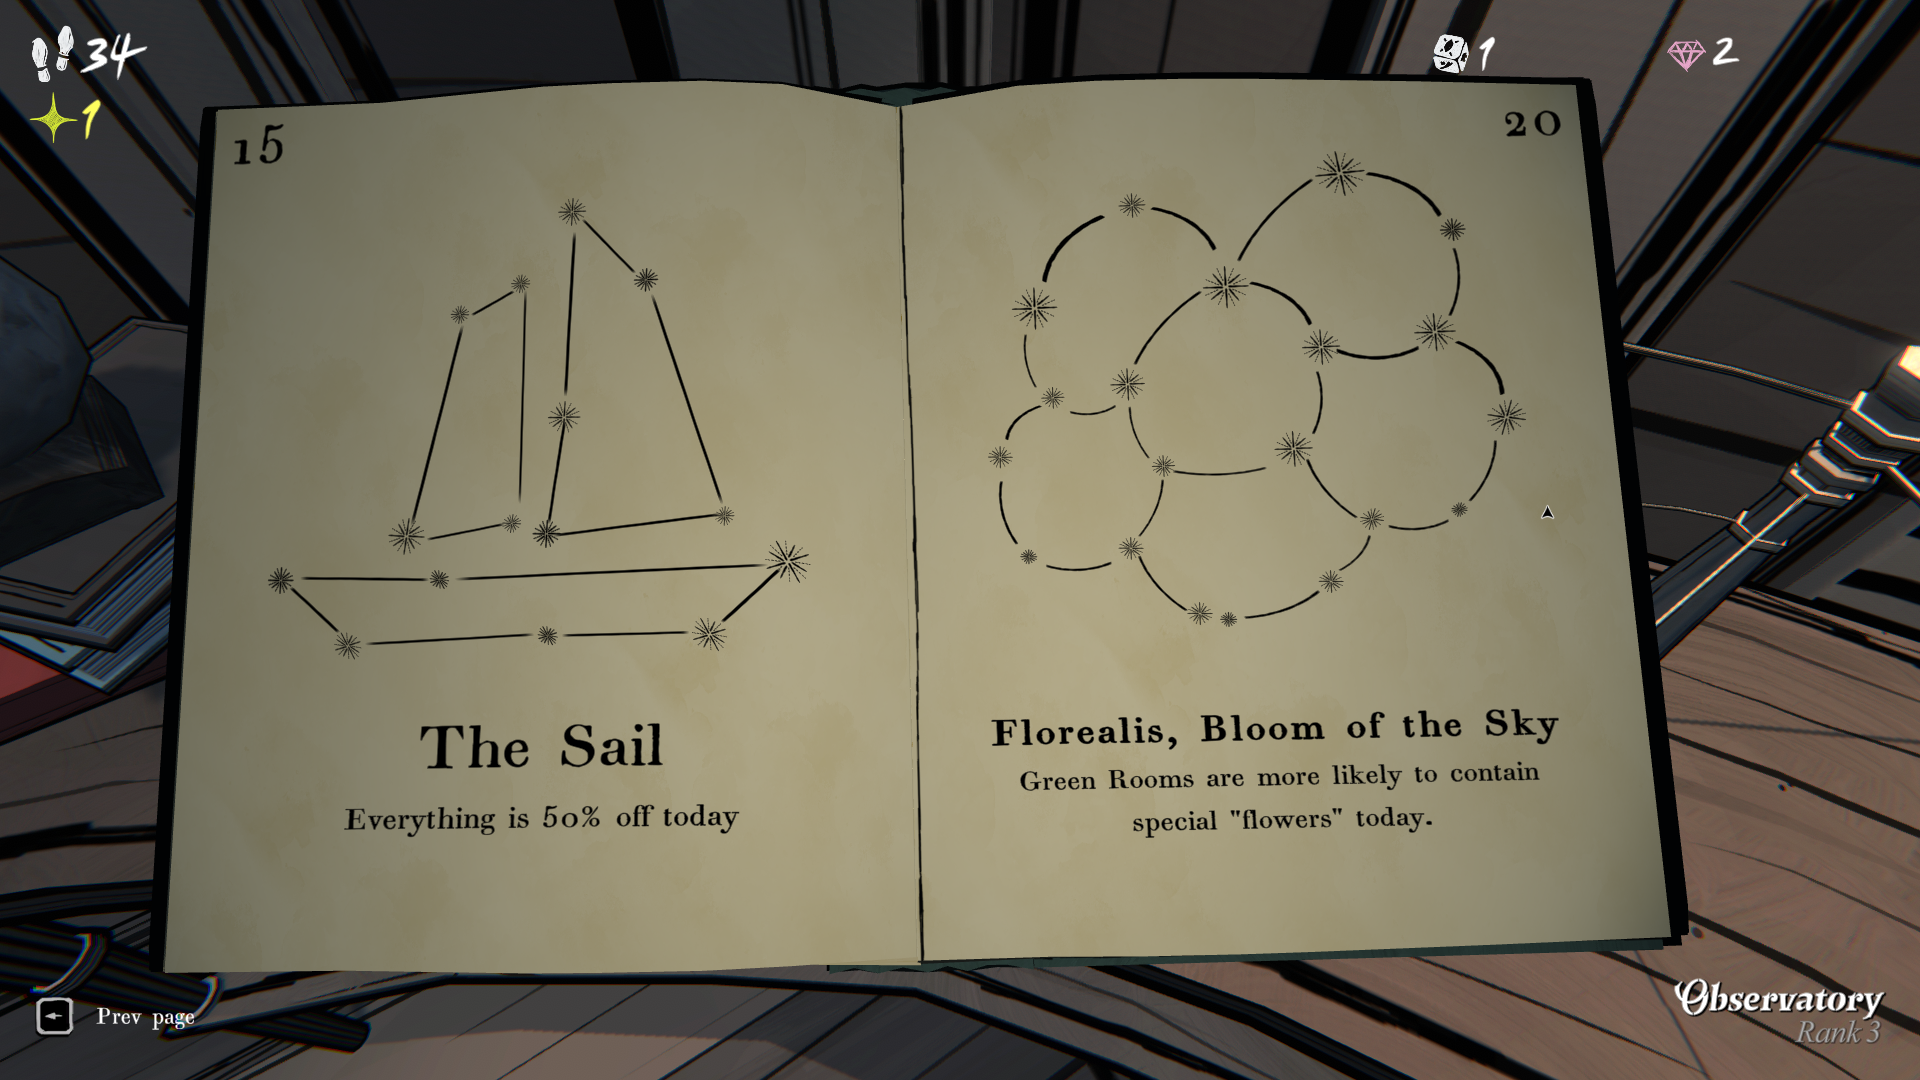 34
1
1
2
15
20
The Sail
Everything is 50% off today
Florealis, Bloom of the Sky
Green Rooms are more likely to contain
special "flowers" today.
Prev page
Observatory
Rank 3